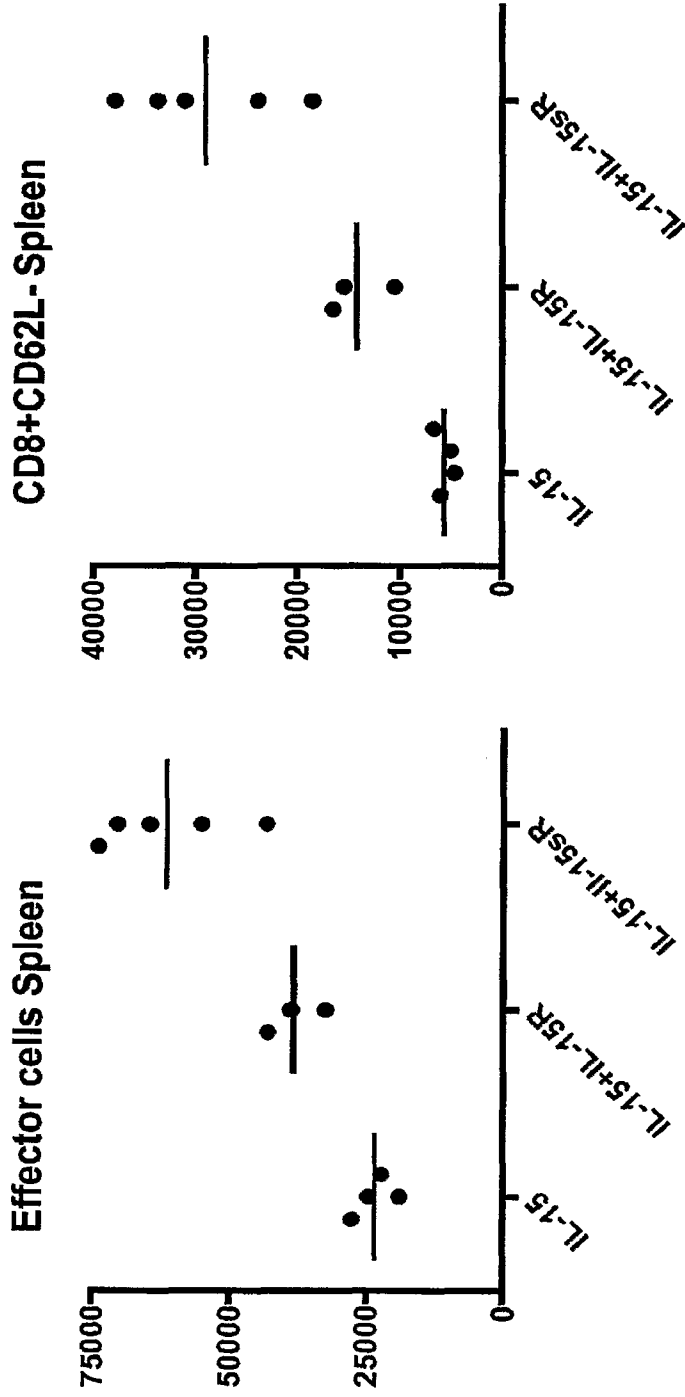 Effector cells Spleen
75000
50000
25000
0
IL-15
IL-15+IL-15R
IL-15+Il-15sR
CD8+CD62L- Spleen
40000
30000
20000
10000
0
IL-15
IL-15+IL-15R
IL-15+IL-15sR